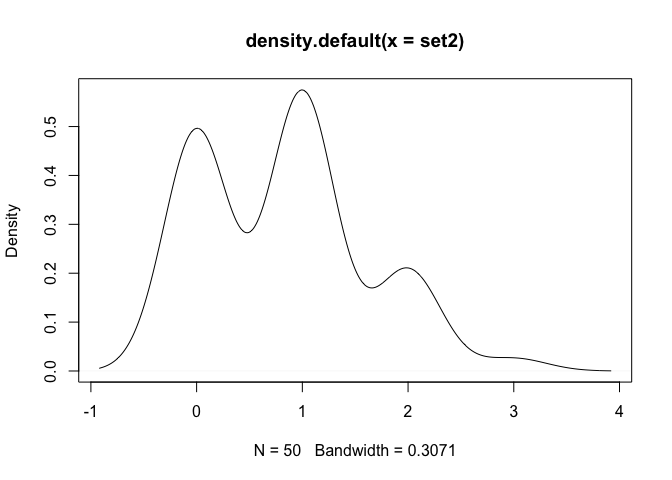 density.default(x = set2)
Density
0.0 0.1 0.2 0.3 0.4 0.5
-1 0 1 2 3 4
N = 50 Bandwidth = 0.3071